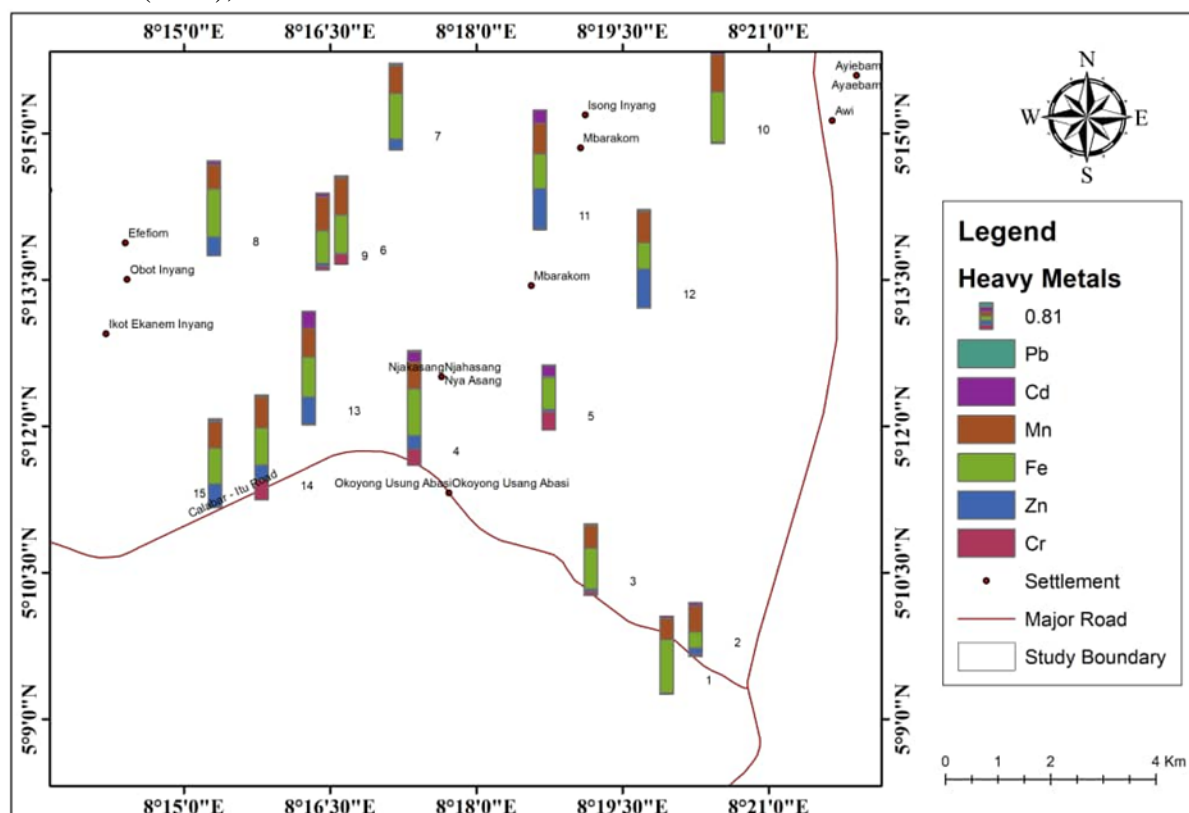 8°15'0"E 8°16'30"E 8°18'0"E 8°19'30"E 8°21'0"E
5°15'0"N
5°13'30"N
5°12'0"N
5°10'30"N
5°9'0"N
Ayiebam
Ayaebam
Awi
Isong Inyang
Mbarakom
10
7
11
Efefiom
8
9
6
Obot Inyang
Mbarakom
12
Ikot Ekanem Inyang
NjakasangNjahasang
Nya Asang
13
5
4
15
Calabar - Itu Road
14
Okoyong Usung AbasiOkoyong Usang Abasi
3
2
1
5°15'0"N
5°13'30"N
5°12'0"N
5°10'30"N
5°9'0"N
8°15'0"E 8°16'30"E 8°18'0"E 8°19'30"E 8°21'0"E
N
W E
S
Legend
Heavy Metals
0.81
Pb
Cd
Mn
Fe
Zn
Cr
Settlement
Major Road
Study Boundary
0 1 2 4 Km